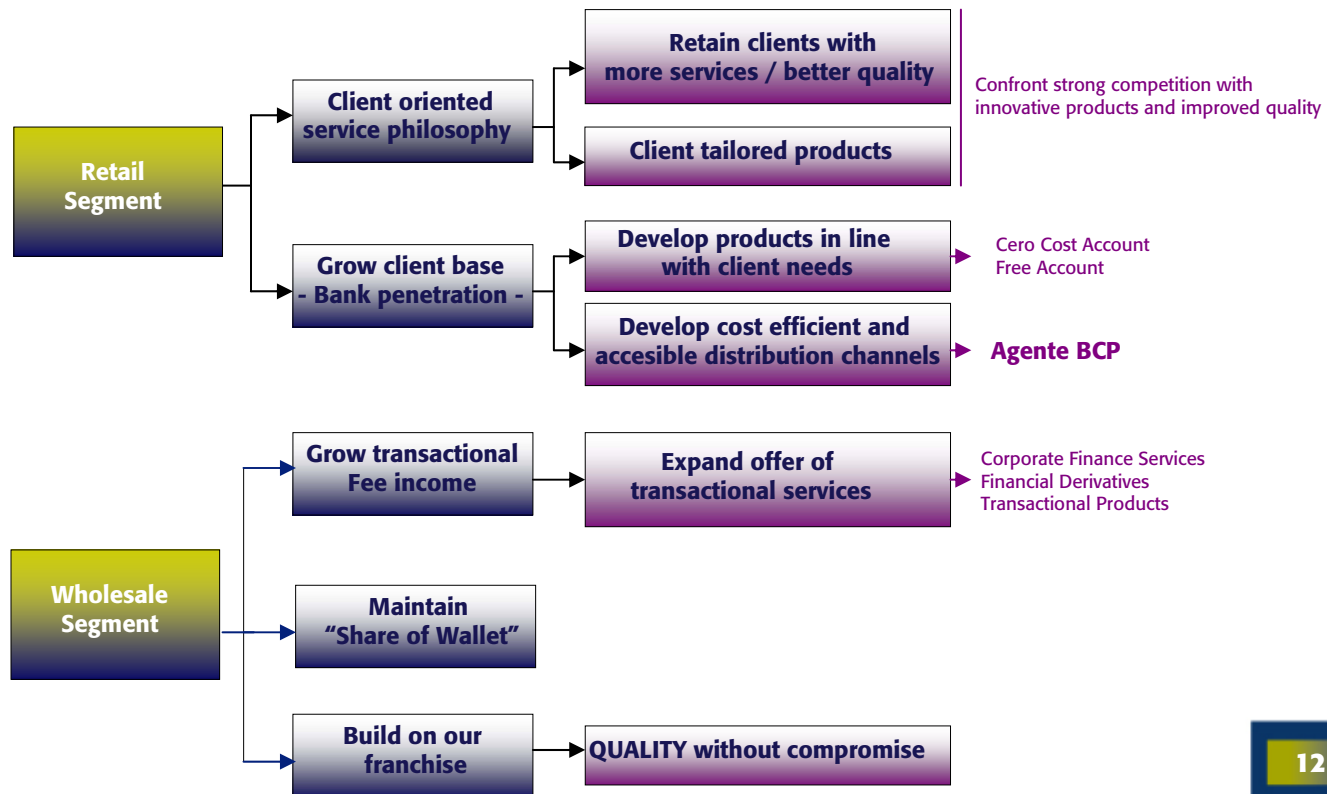 Retail
Segment
Client oriented
service philosophy
Retain clients with
more services / better quality
Client tailored products
Confront strong competition with
innovative products and improved quality
Grow client base
- Bank penetration -
Develop products in line
with client needs
Cero Cost Account
Free Account
Develop cost efficient and
accesible distribution channels
Agente BCP
Wholesale
Segment
Grow transactional
Fee income
Expand offer of
transactional services
Corporate Finance Services
Financial Derivatives
Transactional Products
Maintain
“Share of Wallet”
Build on our
franchise
QUALITY without compromise
12